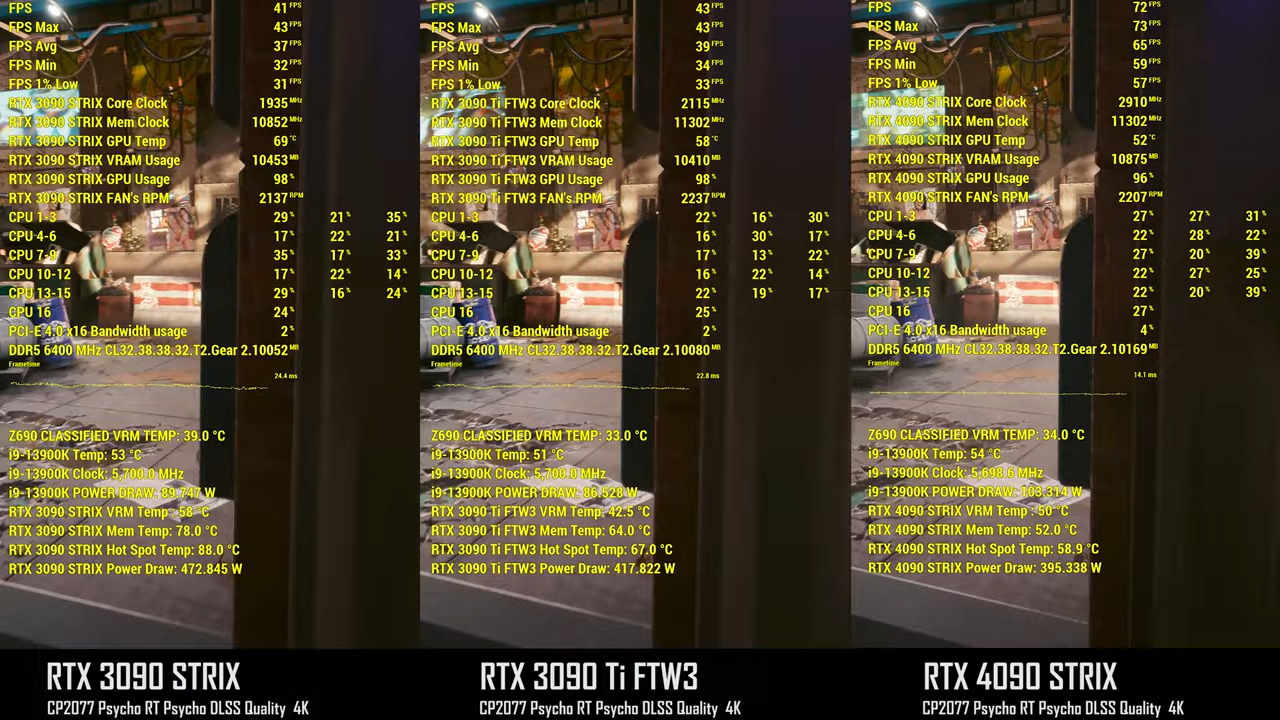 FPS 41 FPS
FPS Max 43 FPS
FPS Avg 37 FPS
FPS Min 32 FPS
FPS 1% Low 31 FPS
RTX 3090 STRIX Core Clock 1935 MHz
RTX 3090 STRIX Mem Clock 10852 MHz
RTX 3090 STRIX GPU Temp 69 °C
RTX 3090 STRIX VRAM Usage 10453 MB
RTX 3090 STRIX GPU Usage 98 %
RTX 3090 STRIX FAN's RPM 2137 RPM
CPU 1-3 29 % 21 % 35 %
CPU 4-6 17 % 22 % 21 %
CPU 7-9 35 % 17 % 33 %
CPU 10-12 17 % 22 % 14 %
CPU 13-15 29 % 16 % 24 %
CPU 16 24 %
PCI-E 4.0 x16 Bandwidth usage 2 %
DDR5 6400 MHz CL32.38.38.32.T2.Gear 2.10052 MB
Frametime
24.4 ms
Z690 CLASSIFIED VRM TEMP: 39.0 °C
i9-13900K Temp: 53 °C
i9-13900K Clock: 5,700.0 MHz
i9-13900K POWER DRAW: 89.747 W
RTX 3090 STRIX VRM Temp : 58 °C
RTX 3090 STRIX Mem Temp: 78.0 °C
RTX 3090 STRIX Hot Spot Temp: 88.0 °C
RTX 3090 STRIX Power Draw: 472.845 W
RTX 3090 STRIX
CP2077 Psycho RT Psycho DLSS Quality 4K
FPS 43 FPS
FPS Max 43 FPS
FPS Avg 39 FPS
FPS Min 34 FPS
FPS 1% Low 33 FPS
RTX 3090 Ti FTW3 Core Clock 2115 MHz
RTX 3090 Ti FTW3 Mem Clock 11302 MHz
RTX 3090 Ti FTW3 GPU Temp 58 °C
RTX 3090 Ti FTW3 VRAM Usage 10410 MB
RTX 3090 Ti FTW3 GPU Usage 98 %
RTX 3090 Ti FTW3 FAN's RPM 2237 RPM
CPU 1-3 22 % 16 % 30 %
CPU 4-6 16 % 30 % 17 %
CPU 7-9 17 % 13 % 22 %
CPU 10-12 16 % 22 % 14 %
CPU 13-15 22 % 19 % 17 %
CPU 16 25 %
PCI-E 4.0 x16 Bandwidth usage 2 %
DDR5 6400 MHz CL32.38.38.32.T2.Gear 2.10080 MB
Frametime
22.8 ms
Z690 CLASSIFIED VRM TEMP: 33.0 °C
i9-13900K Temp: 51 °C
i9-13900K Clock: 5,700.0 MHz
i9-13900K POWER DRAW: 86.528 W
RTX 3090 Ti FTW3 VRM Temp: 42.5 °C
RTX 3090 Ti FTW3 Mem Temp: 64.0 °C
RTX 3090 Ti FTW3 Hot Spot Temp: 67.0 °C
RTX 3090 Ti FTW3 Power Draw: 417.822 W
RTX 3090 Ti FTW3
CP2077 Psycho RT Psycho DLSS Quality 4K
FPS 72 FPS
FPS Max 73 FPS
FPS Avg 65 FPS
FPS Min 59 FPS
FPS 1% Low 57 FPS
RTX 4090 STRIX Core Clock 2910 MHz
RTX 4090 STRIX Mem Clock 11302 MHz
RTX 4090 STRIX GPU Temp 52 °C
RTX 4090 STRIX VRAM Usage 10875 MB
RTX 4090 STRIX GPU Usage 96 %
RTX 4090 STRIX FAN's RPM 2207 RPM
CPU 1-3 27 % 27 % 31 %
CPU 4-6 22 % 28 % 22 %
CPU 7-9 27 % 20 % 39 %
CPU 10-12 22 % 27 % 25 %
CPU 13-15 22 % 20 % 39 %
CPU 16 27 %
PCI-E 4.0 x16 Bandwidth usage 4 %
DDR5 6400 MHz CL32.38.38.32.T2.Gear 2.10169 MB
Frametime
14.1 ms
Z690 CLASSIFIED VRM TEMP: 34.0 °C
i9-13900K Temp: 54 °C
i9-13900K Clock: 5,698.6 MHz
i9-13900K POWER DRAW: 103.314 W
RTX 4090 STRIX VRM Temp: 50 °C
RTX 4090 STRIX Mem Temp: 52.0 °C
RTX 4090 STRIX Hot Spot Temp: 58.9 °C
RTX 4090 STRIX Power Draw: 395.338 W
RTX 4090 STRIX
CP2077 Psycho RT Psycho DLSS Quality 4K